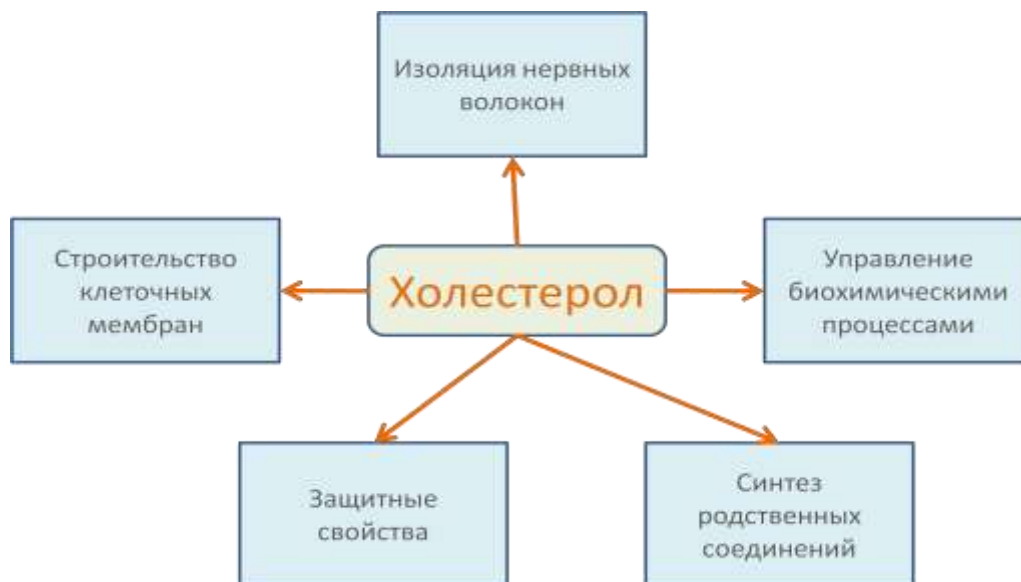 Изоляция нервных
волокон
Строительство
клеточных
мембран
Холестерол
Управление
биохимическими
процессами
Защитные
свойства
Синтез
родственных
соединений